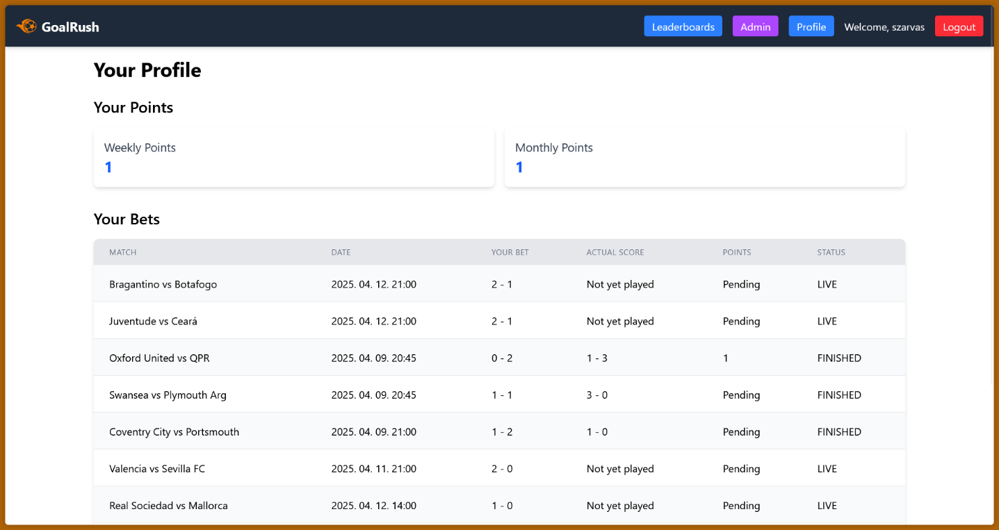 GoalRush Leaderboards Admin Profile Welcome, szarvas Logout
Your Profile
Your Points
Weekly Points Monthly Points
1 1
Your Bets
MATCH DATE YOUR BET ACTUAL SCORE POINTS STATUS
Bragantino vs Botafogo 2025. 04. 12. 21:00 2 - 1 Not yet played Pending LIVE
Juventude vs Ceará 2025. 04. 12. 21:00 2 - 1 Not yet played Pending LIVE
Oxford United vs QPR 2025. 04. 09. 20:45 0 - 2 1 - 3 1 FINISHED
Swansea vs Plymouth Arg 2025. 04. 09. 20:45 1 - 1 3 - 0 Pending FINISHED
Coventry City vs Portsmouth 2025. 04. 09. 21:00 1 - 2 1 - 0 Pending FINISHED
Valencia vs Sevilla FC 2025. 04. 11. 21:00 2 - 0 Not yet played Pending LIVE
Real Sociedad vs Mallorca 2025. 04. 12. 14:00 1 - 0 Not yet played Pending LIVE